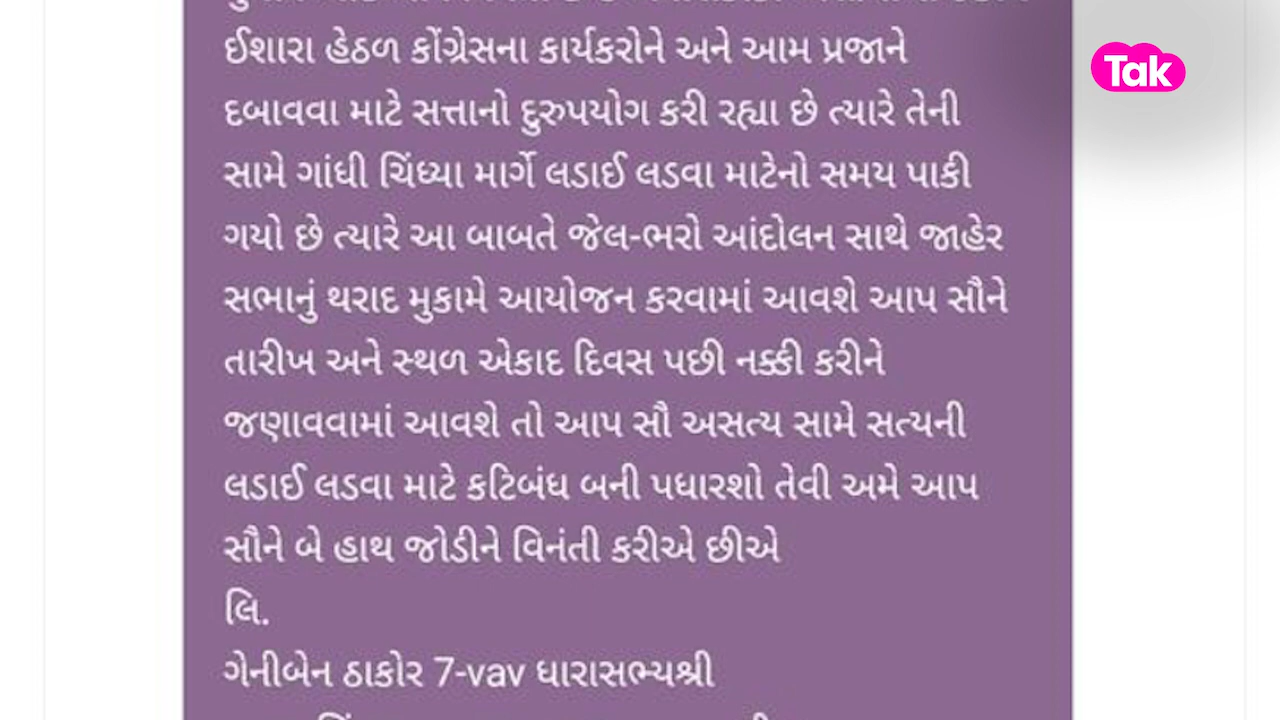 ઈશારા હેઠળ કોંગ્રેસના કાર્યકરોને અને આમ પ્રજાને
દબાવવા માટે સત્તાનો દુરુપયોગ કરી રહ્યા છે ત્યારે તેની
સામે ગાંધી ચિંધ્યા માર્ગે લડાઈ લડવા માટેનો સમય પાકી
ગયો છે ત્યારે આ બાબતે જેલ-ભરો આંદોલન સાથે જાહેર
સભાનું થરાદ મુકામે આયોજન કરવામાં આવશે આપ સૌને
તારીખ અને સ્થળ એકાદ દિવસ પછી નક્કી કરીને
જણાવવામાં આવશે તો આપ સૌ અસત્ય સામે સત્યની
લડાઈ લડવા માટે કટિબંધ બની પધારશો તેવી અમે આપ
સૌને બે હાથ જોડીને વિનંતી કરીએ છીએ
લિ.
ગેનીબેન ઠાકોર 7-vav ધારાસભ્યશ્રી
Tak